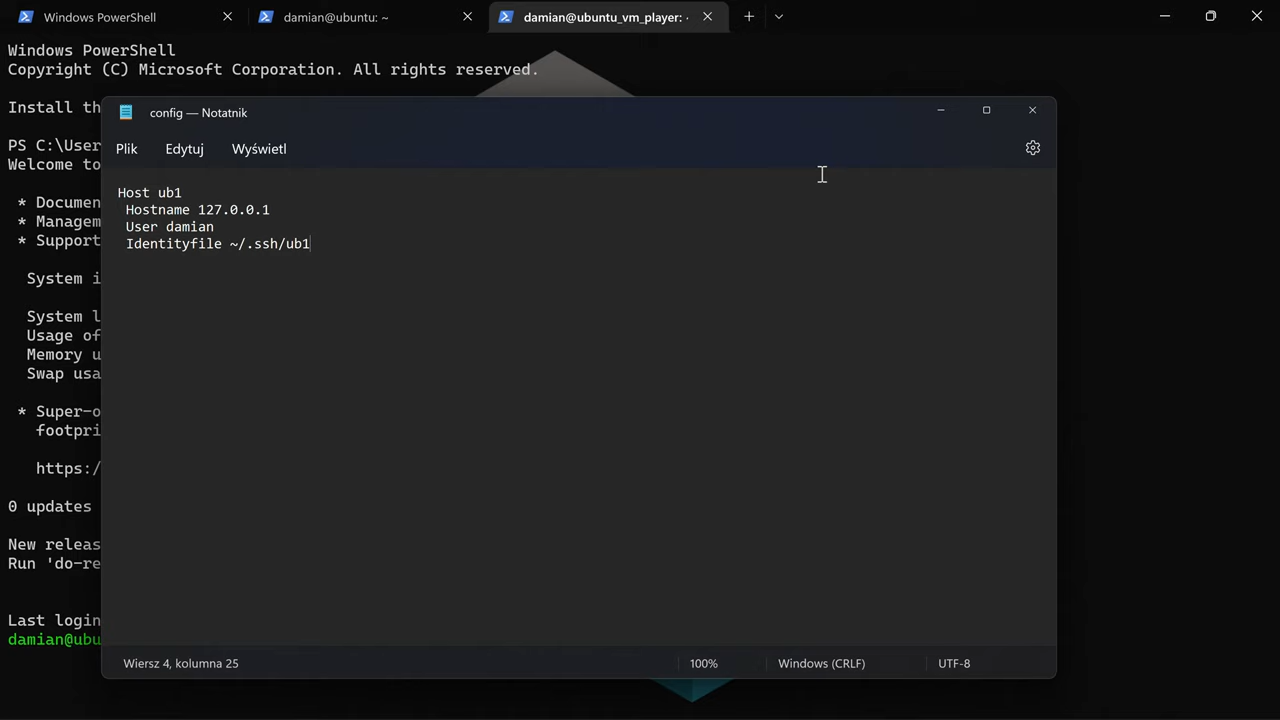 Windows PowerShell
damian@ubuntu: ~
damian@ubuntu_vm_player:
Windows PowerShell
Copyright (C) Microsoft Corporation. All rights reserved.
Install th
config — Notatnik
PS C:\User
Plik Edytuj Wyświetl
Welcome to
Host ub1
* Documen
Hostname 127.0.0.1
* Managem
User damian
* Support
Identityfile ~/.ssh/ub1
System i
System l
Usage of
Memory u
Swap usa
* Super-o
footpri
https:/
0 updates
New releas
Run 'do-re
Last login
damian@ubu
Wiersz 4, kolumna 25 100% Windows (CRLF) UTF-8